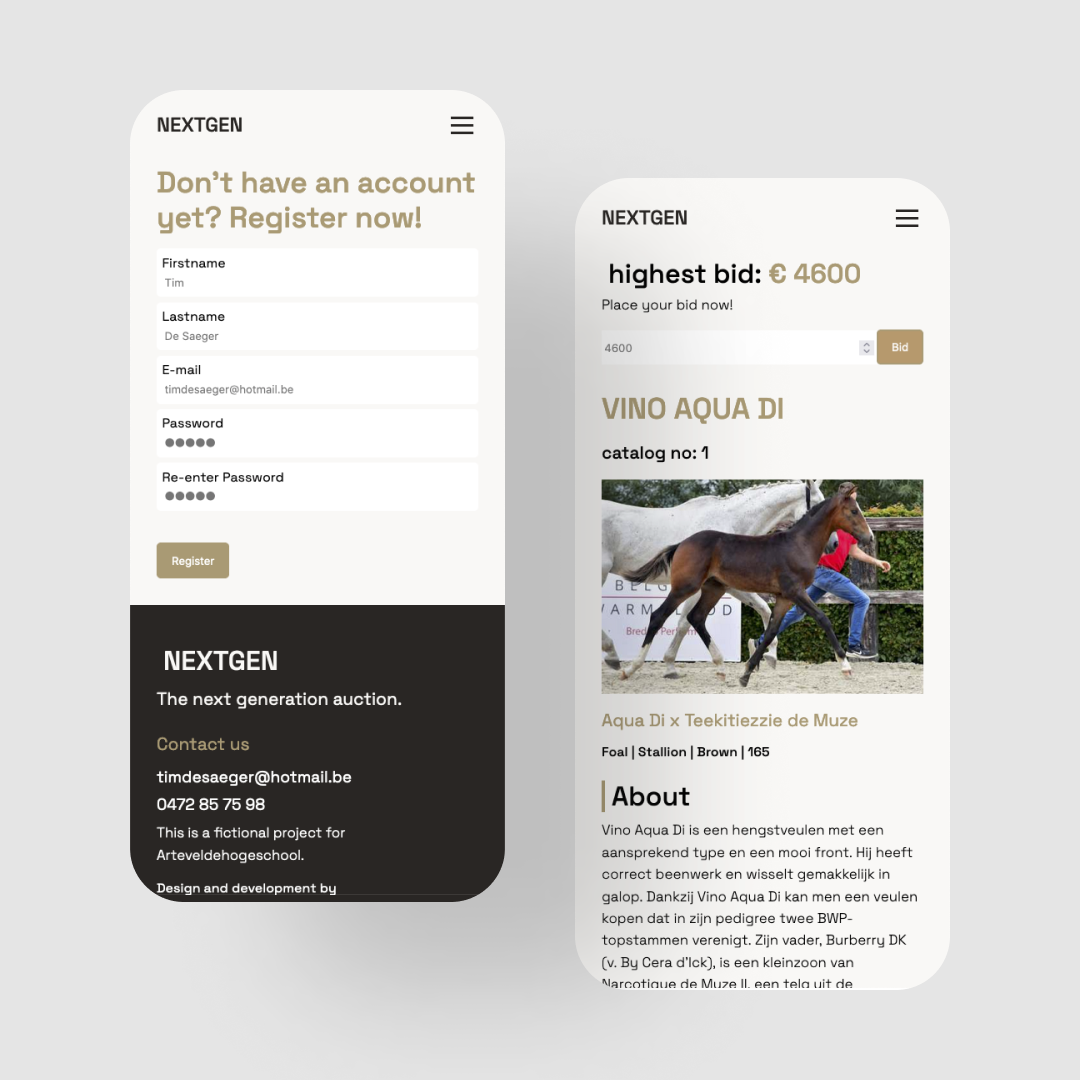 NEXTGEN
Don't have an account
yet? Register now!
Firstname
Tim
Lastname
De Saeger
E-mail
timdesaeger@hotmail.be
Password
●●●●●
Re-enter Password
●●●●●
Register
NEXTGEN
The next generation auction.
Contact us
timdesaeger@hotmail.be
0472 85 75 98
This is a fictional project for
Arteveldehogeschool.
Design and development by
NEXTGEN
highest bid: € 4600
Place your bid now!
4600
Bid
VINO AQUA DI
catalog no: 1
BELG
WARM
D
Bred
Perf
Aqua Di x Teekitiezzie de Muze
Foal | Stallion | Brown | 165
About
Vino Aqua Di is een hengstveulen met een
aansprekend type en een mooi front. Hij heeft
correct beenwerk en wisselt gemakkelijk in
galop. Dankzij Vino Aqua Di kan men een veulen
kopen dat in zijn pedigree twee BWP-
topstammen verenigt. Zijn vader, Burberry DK
(v. By Cera d'Ick), is een kleinzoon van
Narcotique de Muze II, een telg uit de